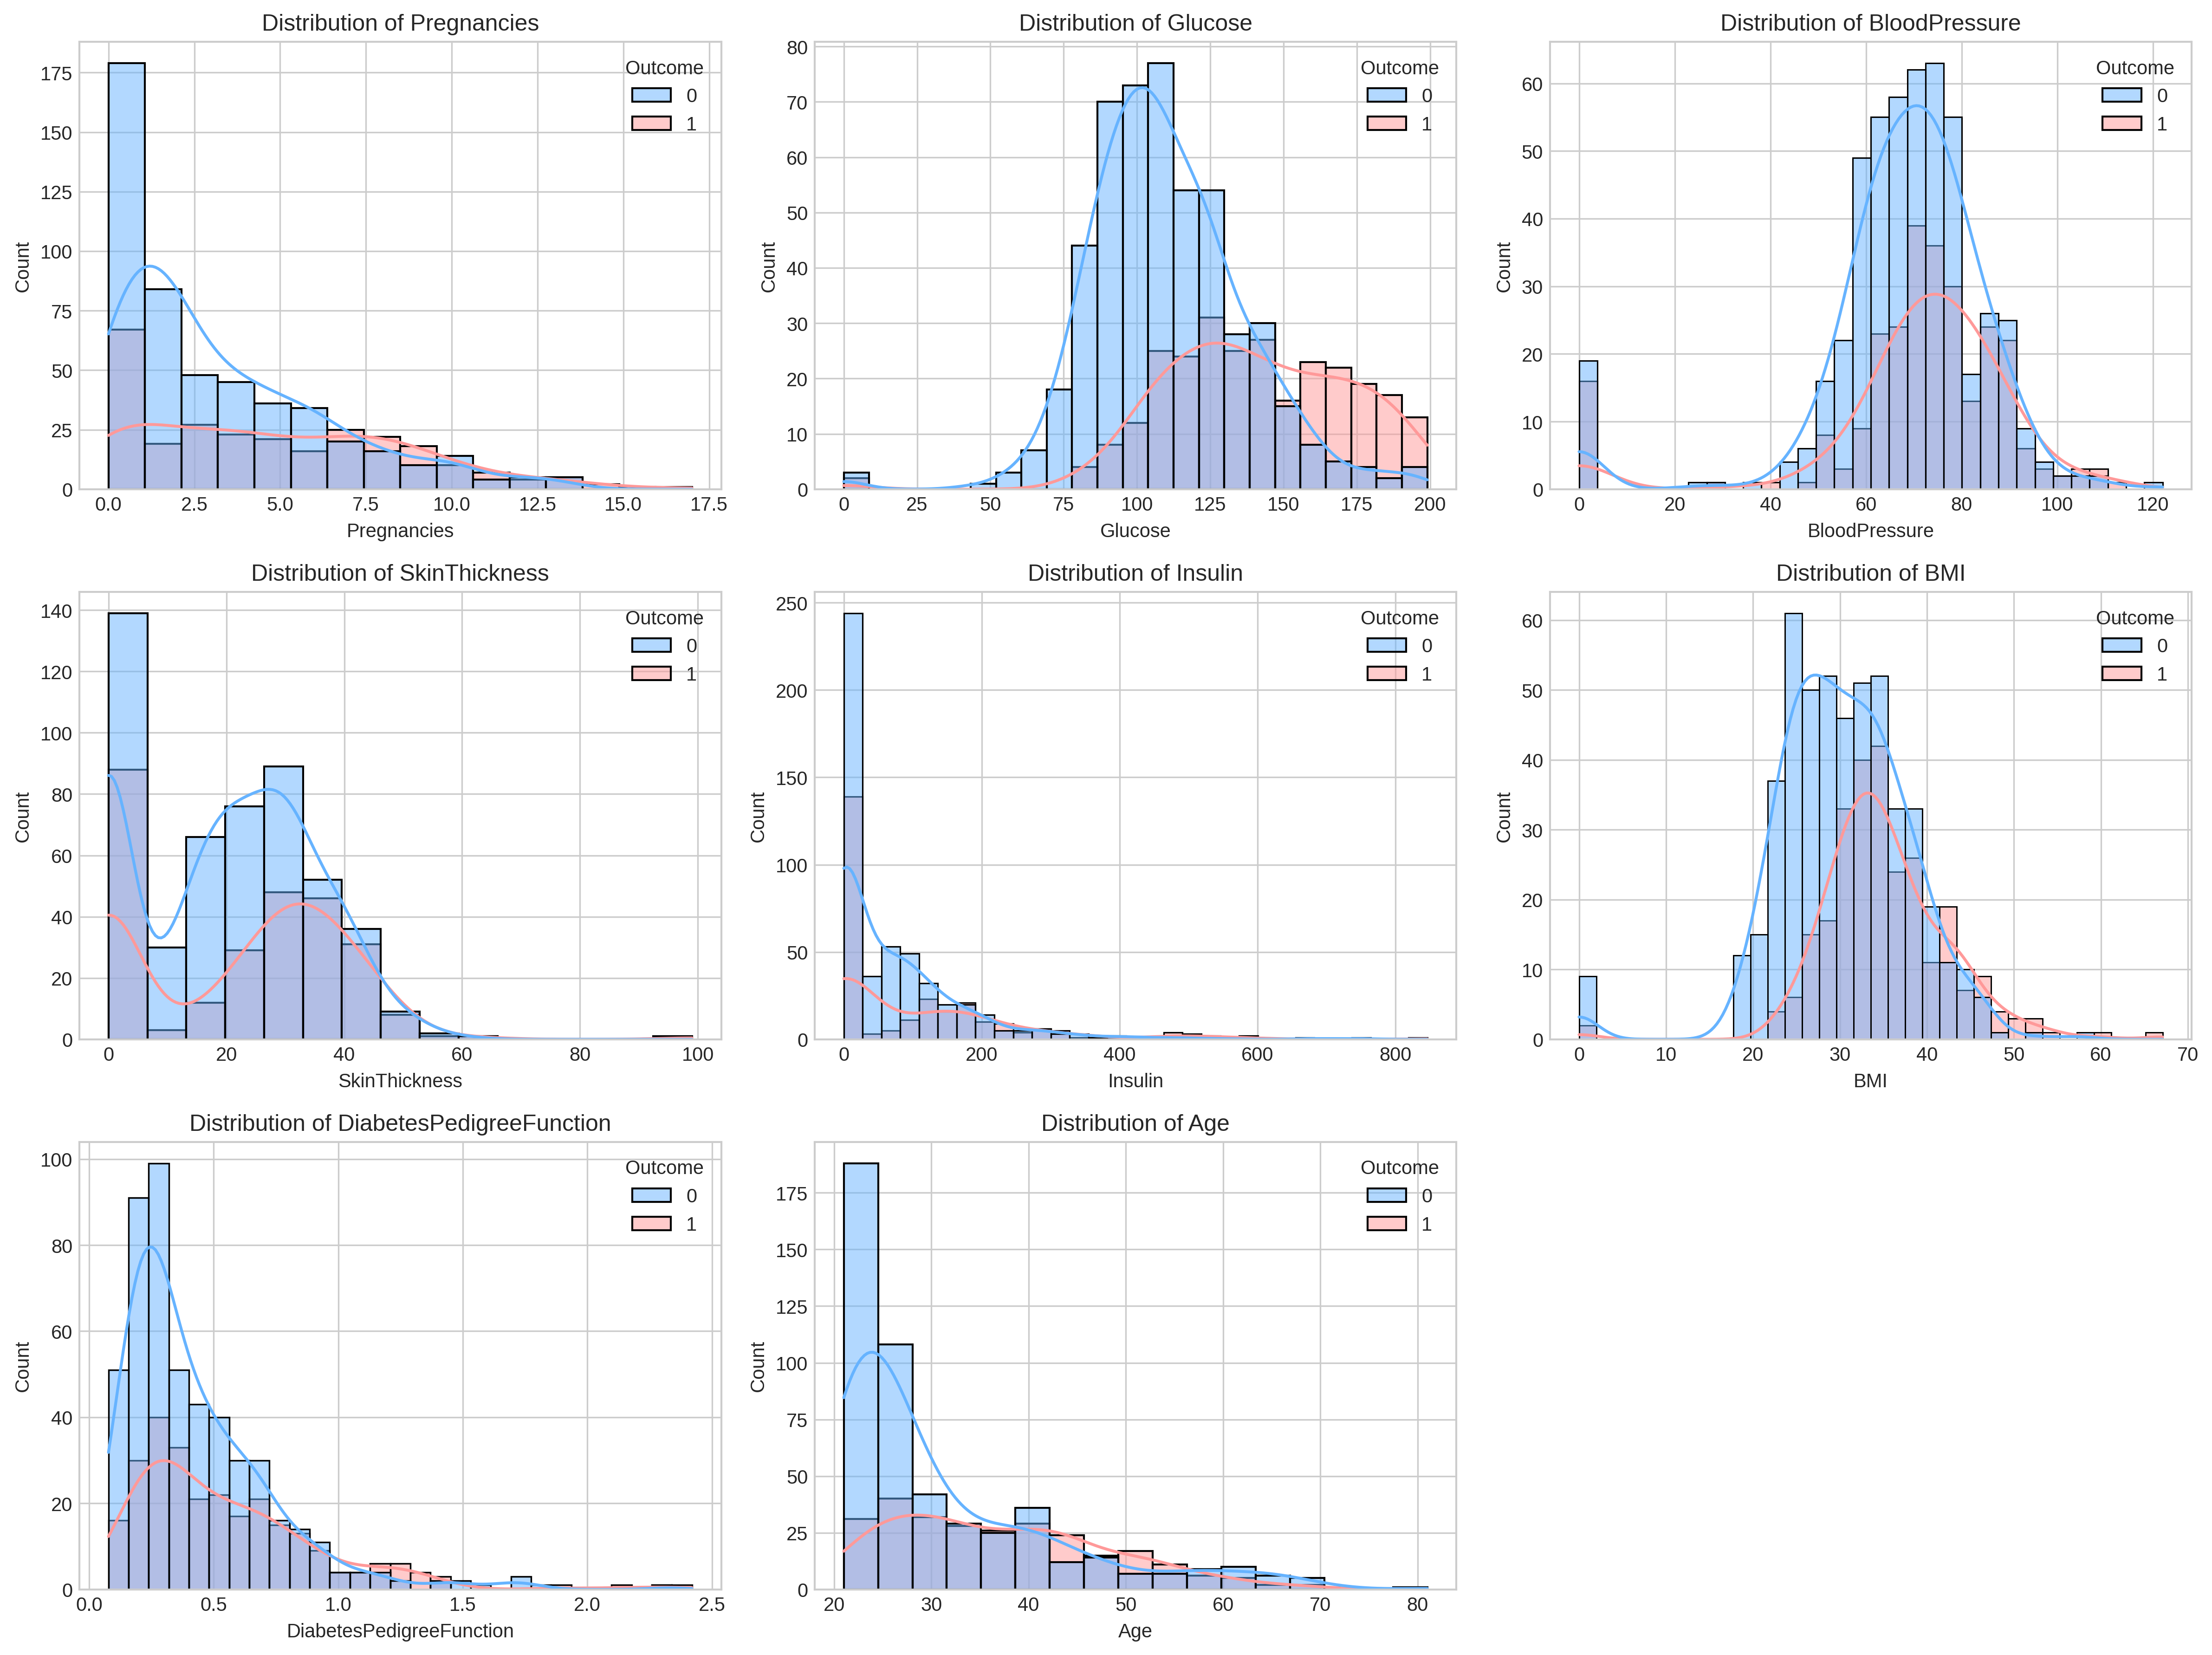 Distribution of Pregnancies
Count
175
150
125
100
75
50
25
0
0.0 2.5 5.0 7.5 10.0 12.5 15.0 17.5
Pregnancies
Outcome
0
1
Distribution of Glucose
Count
80
70
60
50
40
30
20
10
0
0 25 50 75 100 125 150 175 200
Glucose
Outcome
0
1
Distribution of BloodPressure
Count
60
50
40
30
20
10
0
0 20 40 60 80 100 120
BloodPressure
Outcome
0
1
Distribution of SkinThickness
Count
140
120
100
80
60
40
20
0
0 20 40 60 80 100
SkinThickness
Outcome
0
1
Distribution of Insulin
Count
250
200
150
100
50
0
0 200 400 600 800
Insulin
Outcome
0
1
Distribution of BMI
Count
60
50
40
30
20
10
0
0 10 20 30 40 50 60 70
BMI
Outcome
0
1
Distribution of DiabetesPedigreeFunction
Count
100
80
60
40
20
0
0.0 0.5 1.0 1.5 2.0 2.5
DiabetesPedigreeFunction
Outcome
0
1
Distribution of Age
Count
175
150
125
100
75
50
25
0
20 30 40 50 60 70 80
Age
Outcome
0
1